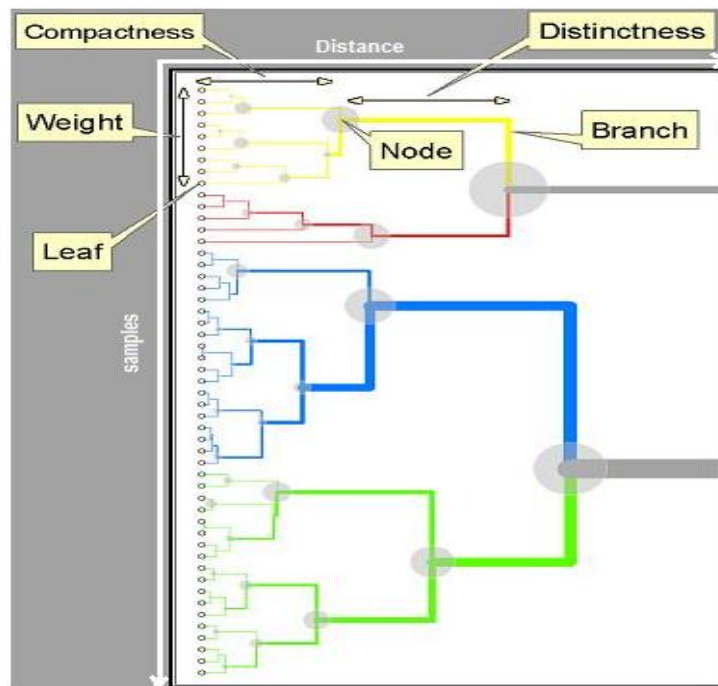 Compactness
Distance
Distinctness
Weight
Node
Branch
Leaf
samples